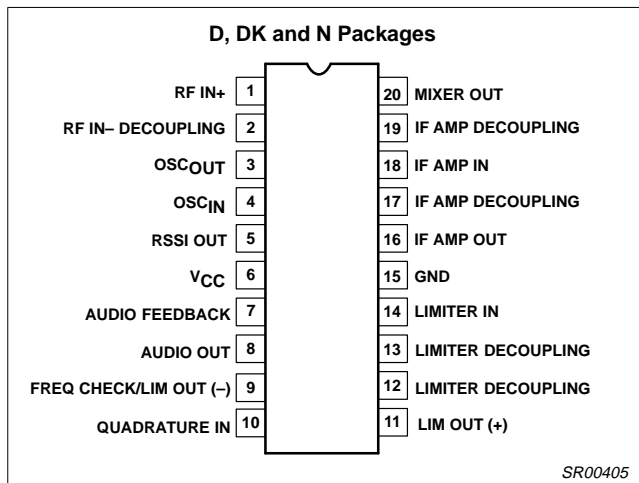 D, DK and N Packages
RF IN+ 1
RF IN– DECOUPLING 2
OSCOUT 3
OSCIN 4
RSSI OUT 5
VCC 6
AUDIO FEEDBACK 7
AUDIO OUT 8
FREQ CHECK/LIM OUT (–) 9
QUADRATURE IN 10
20 MIXER OUT
19 IF AMP DECOUPLING
18 IF AMP IN
17 IF AMP DECOUPLING
16 IF AMP OUT
15 GND
14 LIMITER IN
13 LIMITER DECOUPLING
12 LIMITER DECOUPLING
11 LIM OUT (+)
SR00405